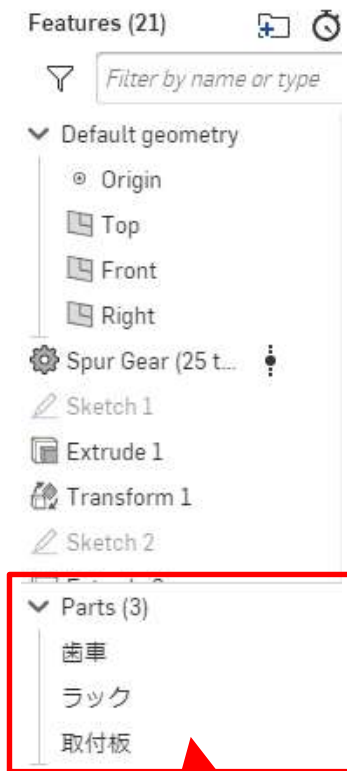 Features (21)
Filter by name or type
Default geometry
Origin
Top
Front
Right
Spur Gear (25 t...
Sketch 1
Extrude 1
Transform 1
Sketch 2
Parts (3)
歯車
ラック
取付板